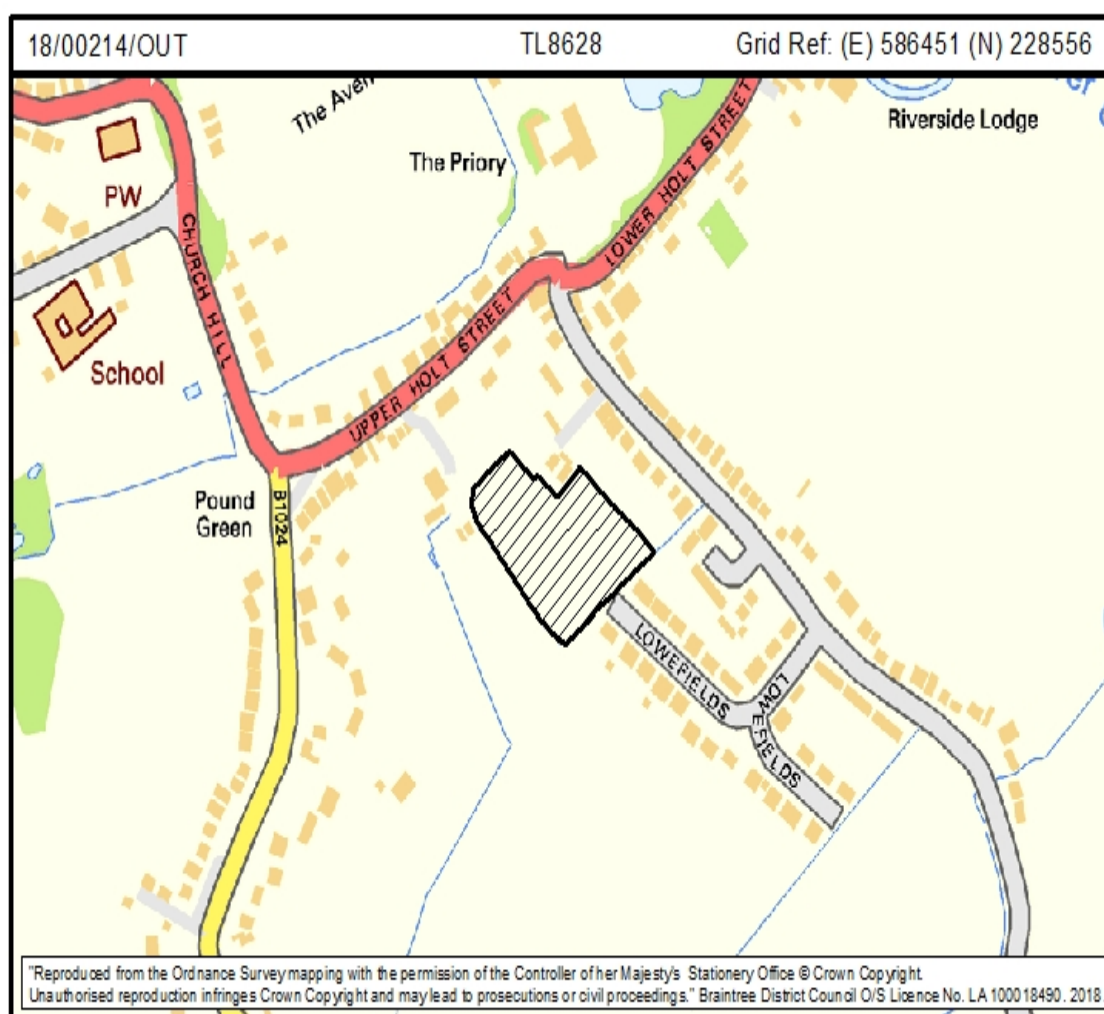 18/00214/OUT TL8628 Grid Ref: (E) 586451 (N) 228556
The Aven
Riverside Lodge
The Priory
LOWER HOLT STREET
PW
CHURCH HILL
UPPER HOLT STREET
School
Pound
Green
B1024
LOWEFIELDS
LOWEFIELDS
"Reproduced from the Ordnance Survey mapping with the permission of the Controller of her Majesty's Stationery Office © Crown Copyright.
Unauthorised reproduction infringes Crown Copyright and may lead to prosecutions or civil proceedings." Braintree District Council O/S Licence No. LA 100018490. 2018.